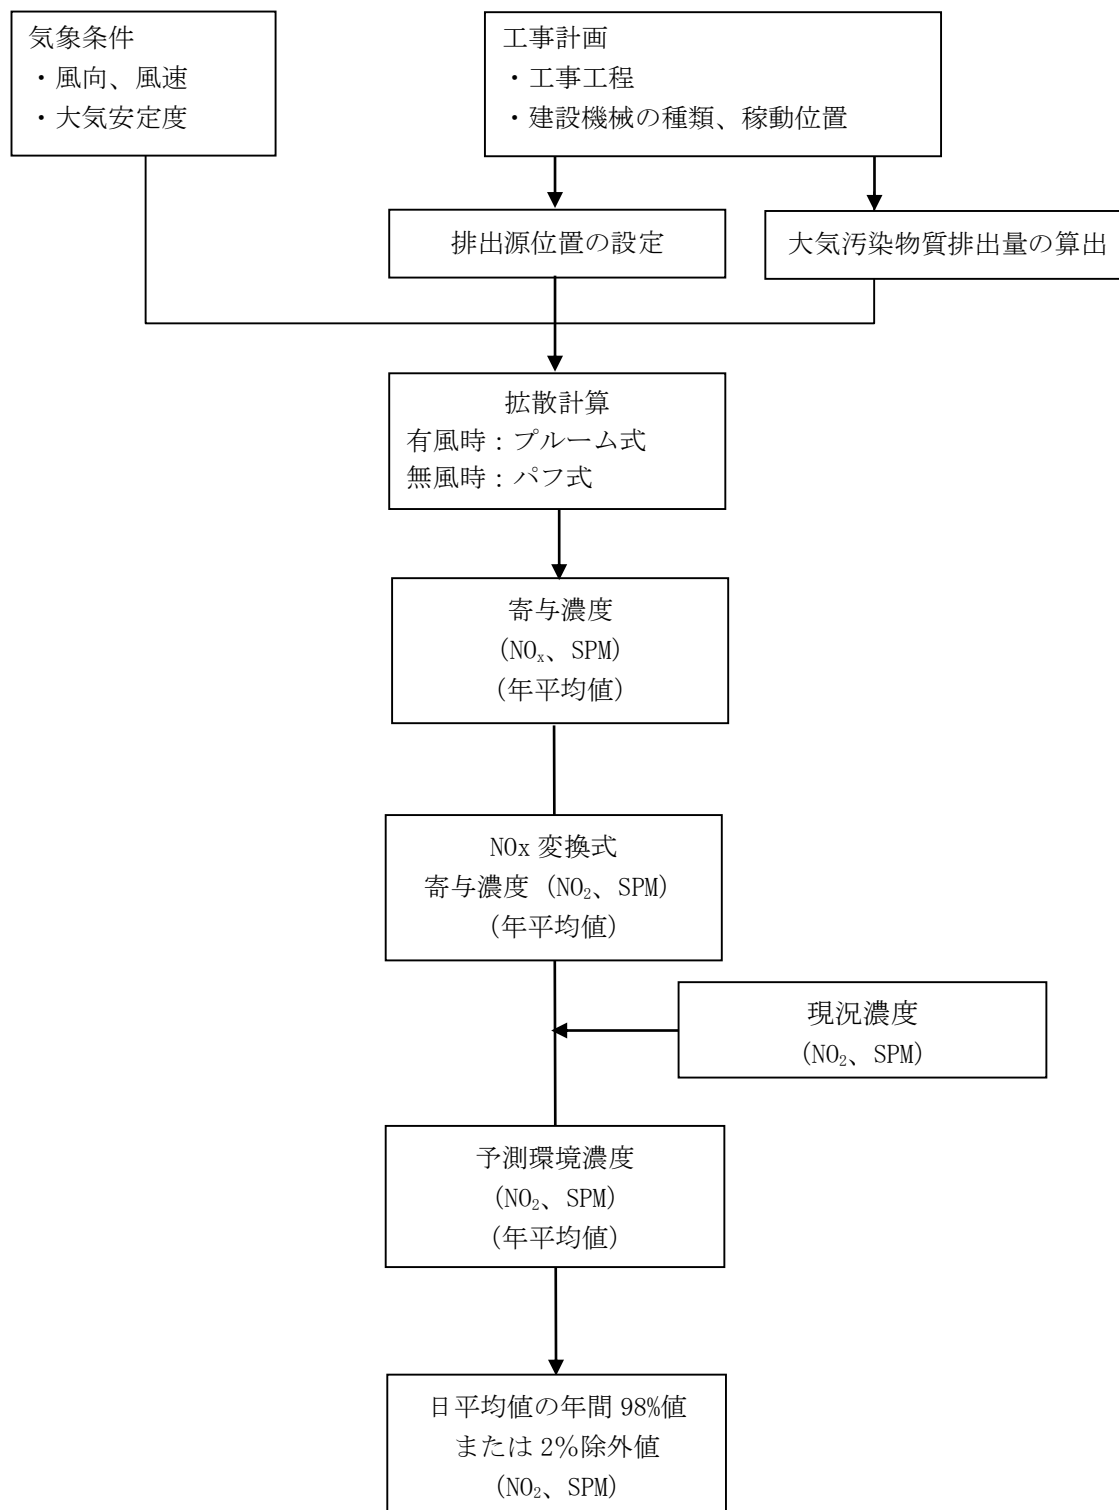 気象条件
・風向、風速
・大気安定度
工事計画
・工事工程
・建設機械の種類、稼動位置
排出源位置の設定
大気汚染物質排出量の算出
拡散計算
有風時：プルーム式
無風時：パフ式
寄与濃度
（NOₓ、SPM）
（年平均値）
NOx 変換式
寄与濃度（NO₂、SPM）
（年平均値）
現況濃度
（NO₂、SPM）
予測環境濃度
（NO₂、SPM）
（年平均値）
日平均値の年間 98%値
または 2％除外値
（NO₂、SPM）